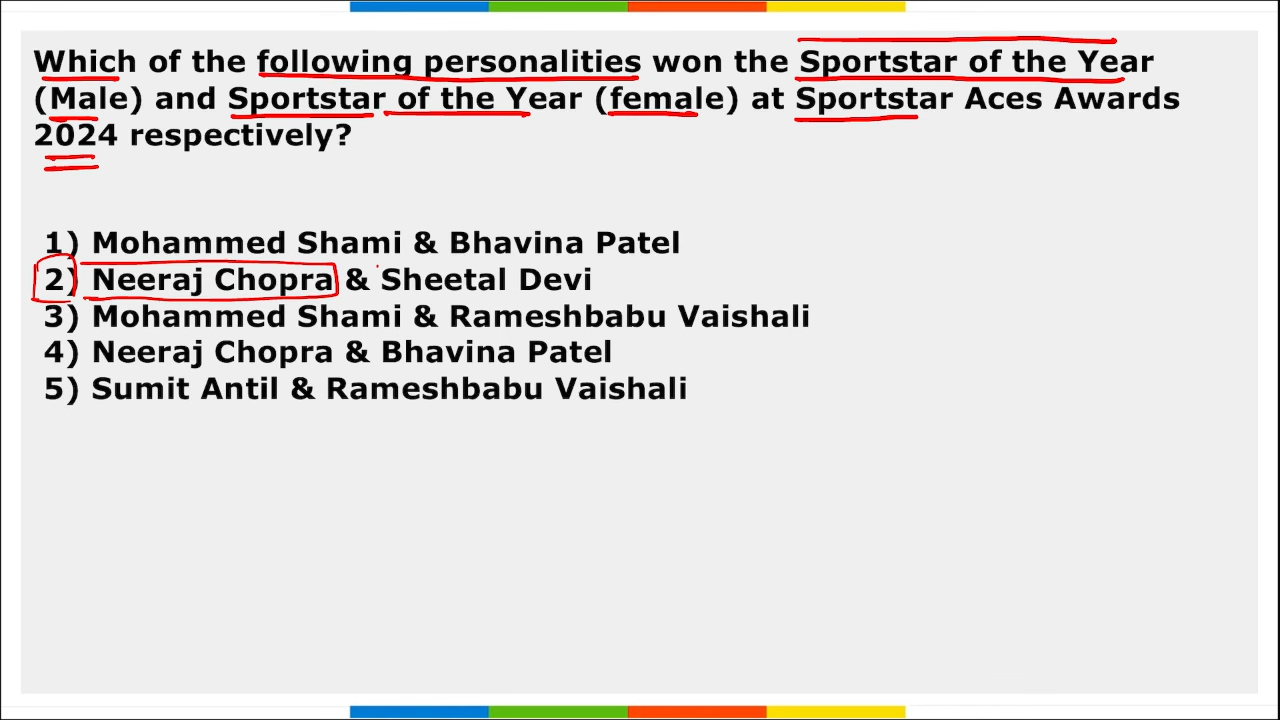 Which of the following personalities won the Sportstar of the Year
(Male) and Sportstar of the Year (female) at Sportstar Aces Awards
2024 respectively?
1) Mohammed Shami & Bhavina Patel
2) Neeraj Chopra & Sheetal Devi
3) Mohammed Shami & Rameshbabu Vaishali
4) Neeraj Chopra & Bhavina Patel
5) Sumit Antil & Rameshbabu Vaishali